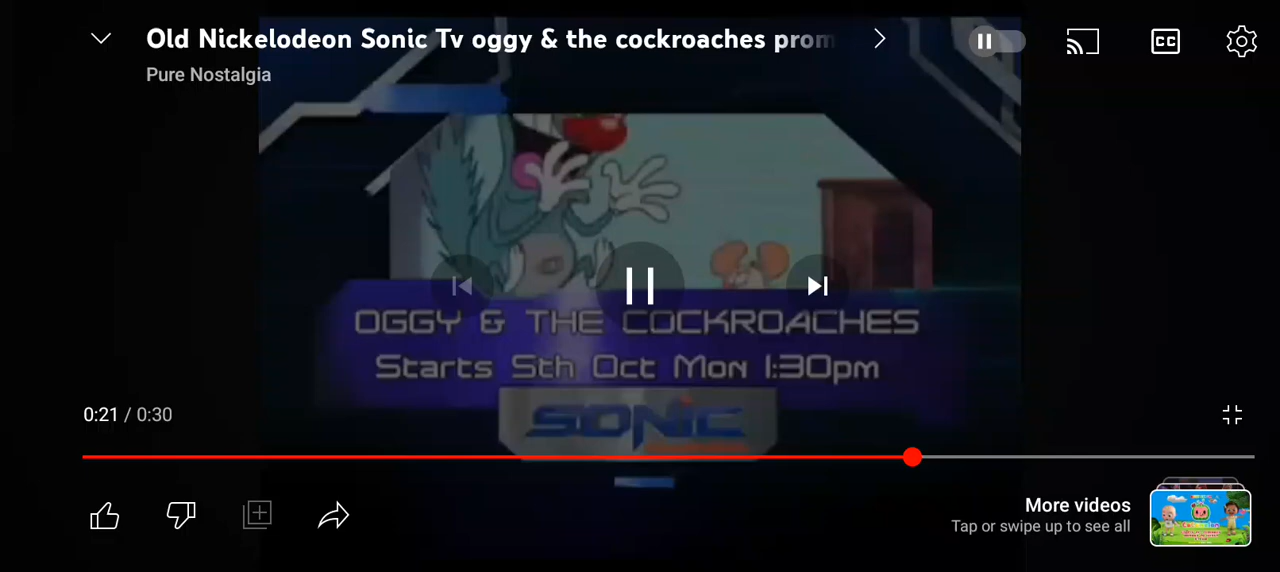 Old Nickelodeon Sonic Tv oggy & the cockroaches prom
Pure Nostalgia
CC
OGGY & THE COCKROACHES
Starts 5th Oct Mon 1:30pm
SONIC
0:21 / 0:30
More videos
Tap or swipe up to see all